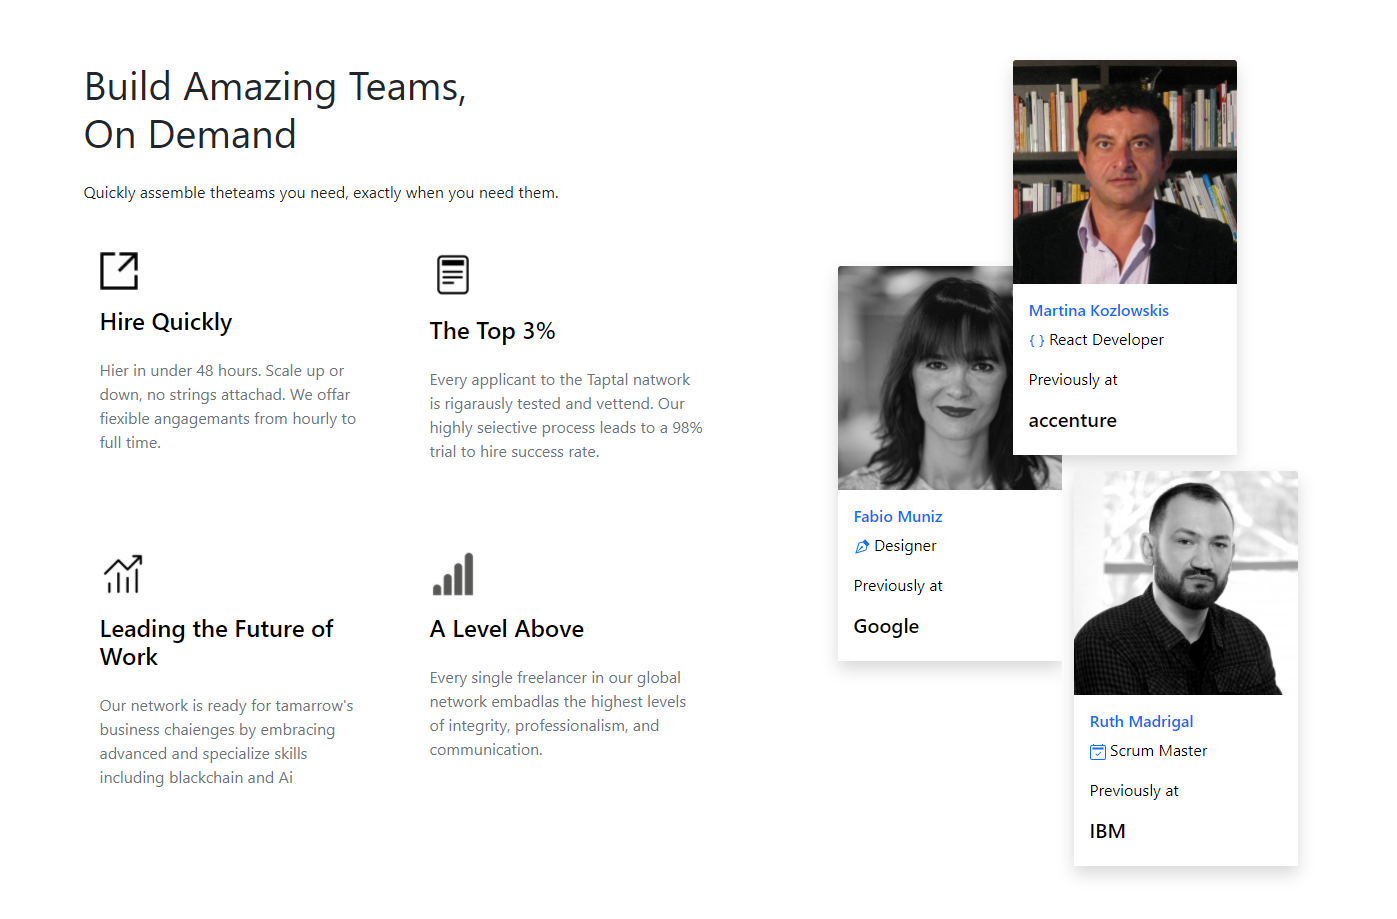 Build Amazing Teams,
On Demand
Quickly assemble theteams you need, exactly when you need them.
Hire Quickly
Hier in under 48 hours. Scale up or
down, no strings attachad. We offar
fiexible angagemants from hourly to
full time.
The Top 3%
Every applicant to the Taptal natwork
is rigarausly tested and vettend. Our
highly seiective process leads to a 98%
trial to hire success rate.
Leading the Future of
Work
Our network is ready for tamarrow's
business chaienges by embracing
advanced and specialize skills
including blackchain and Ai
A Level Above
Every single freelancer in our global
network embadlas the highest levels
of integrity, professionalism, and
communication.
Martina Kozlowskis
{ } React Developer
Previously at
accenture
Fabio Muniz
Designer
Previously at
Google
Ruth Madrigal
Scrum Master
Previously at
IBM